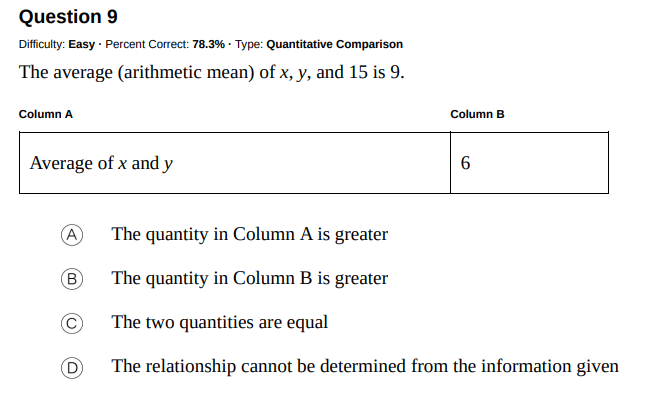 Question 9
Difficulty: Easy · Percent Correct: 78.3% · Type: Quantitative Comparison
The average (arithmetic mean) of x, y, and 15 is 9.
Column A Column B
Average of x and y 6
A The quantity in Column A is greater
B The quantity in Column B is greater
C The two quantities are equal
D The relationship cannot be determined from the information given